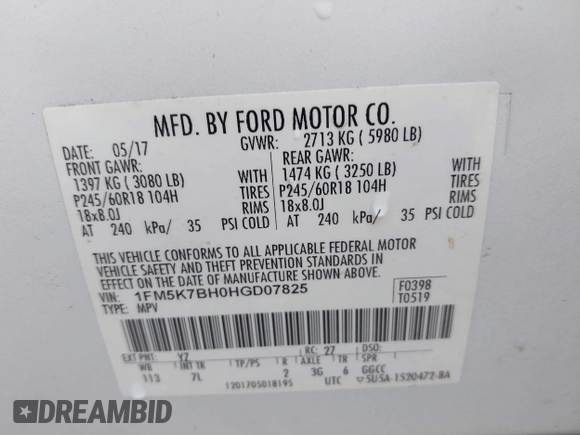 MFD. BY FORD MOTOR CO.
DATE: 05/17 GVWR: 2713 KG ( 5980 LB)
FRONT GAWR: REAR GAWR:
1397 KG ( 3080 LB) WITH 1474 KG ( 3250 LB) WITH
P245/60R18 104H TIRES P245/60R18 104H TIRES
18x8.0J RIMS 18x8.0J RIMS
AT 240 kPa/ 35 PSI COLD AT 240 kPa/ 35 PSI COLD
THIS VEHICLE CONFORMS TO ALL APPLICABLE FEDERAL MOTOR
VEHICLE SAFETY AND THEFT PREVENTION STANDARDS IN
EFFECT ON THE DATE OF MANUFACTURE SHOWN ABOVE.
VIN: 1FM5K7BH0HGD07825 F0398
TYPE: MPV T0519
EXT PNT: YZ RC: 27 DSO:
WB INT TR TP/PS R AXLE TR SPR
113 7L 2 3G 6 GGCC
1201705018195 UTC 5U5A-1520472-BA
DREAMBID